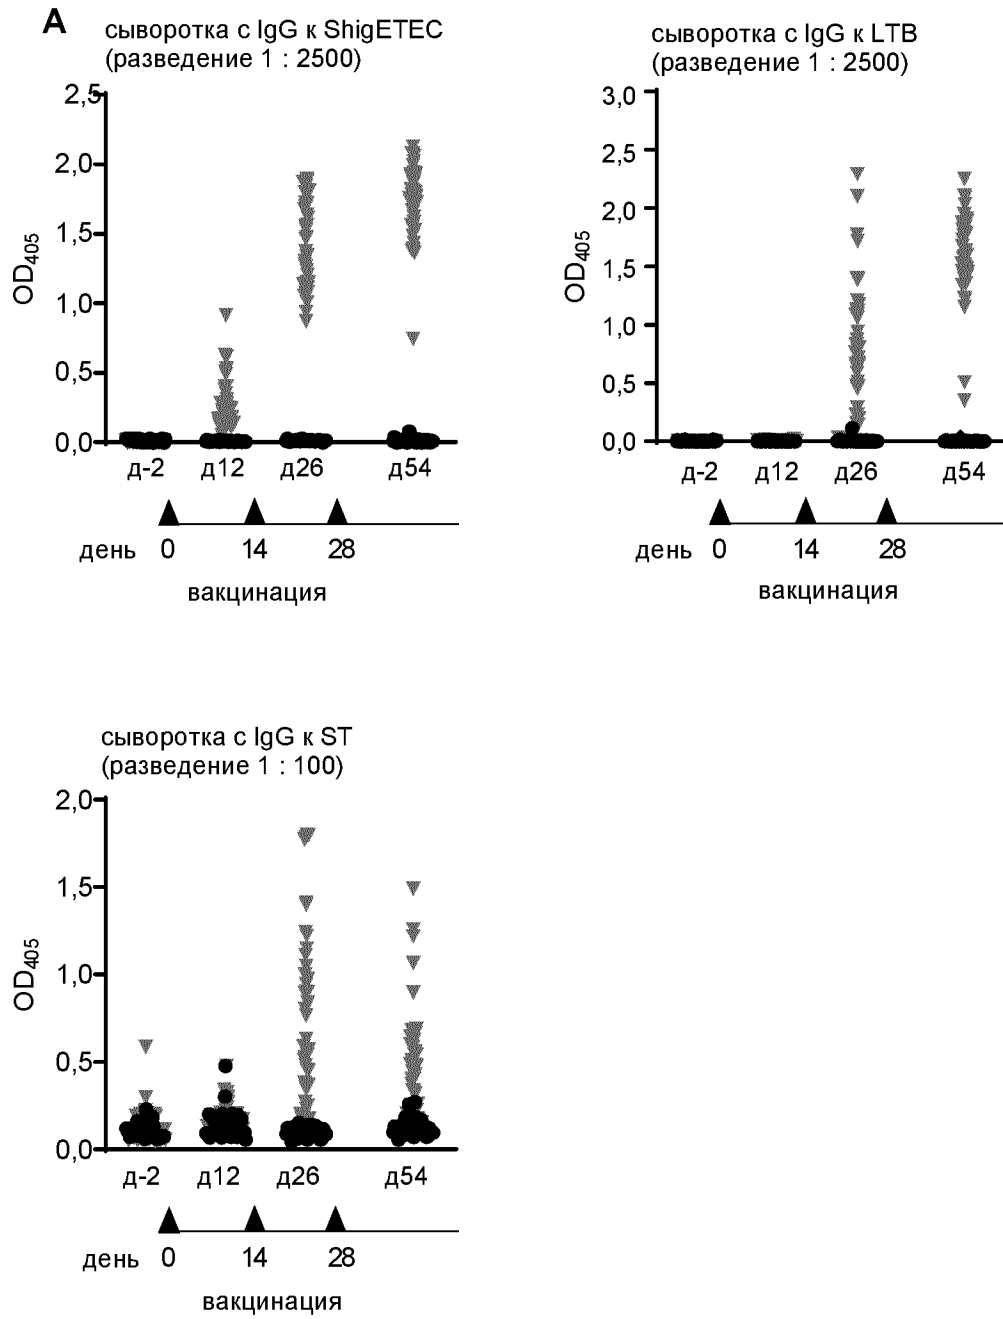 A
сыворотка с IgG к ShigETEC
(разведение 1 : 2500)
2,5
2,0
1,5
1,0
0,5
0,0
OD405
д-2 д12 д26 д54
день 0 14 28
вакцинация
сыворотка с IgG к LTB
(разведение 1 : 2500)
3,0
2,5
2,0
1,5
1,0
0,5
0,0
OD405
д-2 д12 д26 д54
день 0 14 28
вакцинация
сыворотка с IgG к ST
(разведение 1 : 100)
2,0
1,5
1,0
0,5
0,0
OD405
д-2 д12 д26 д54
день 0 14 28
вакцинация